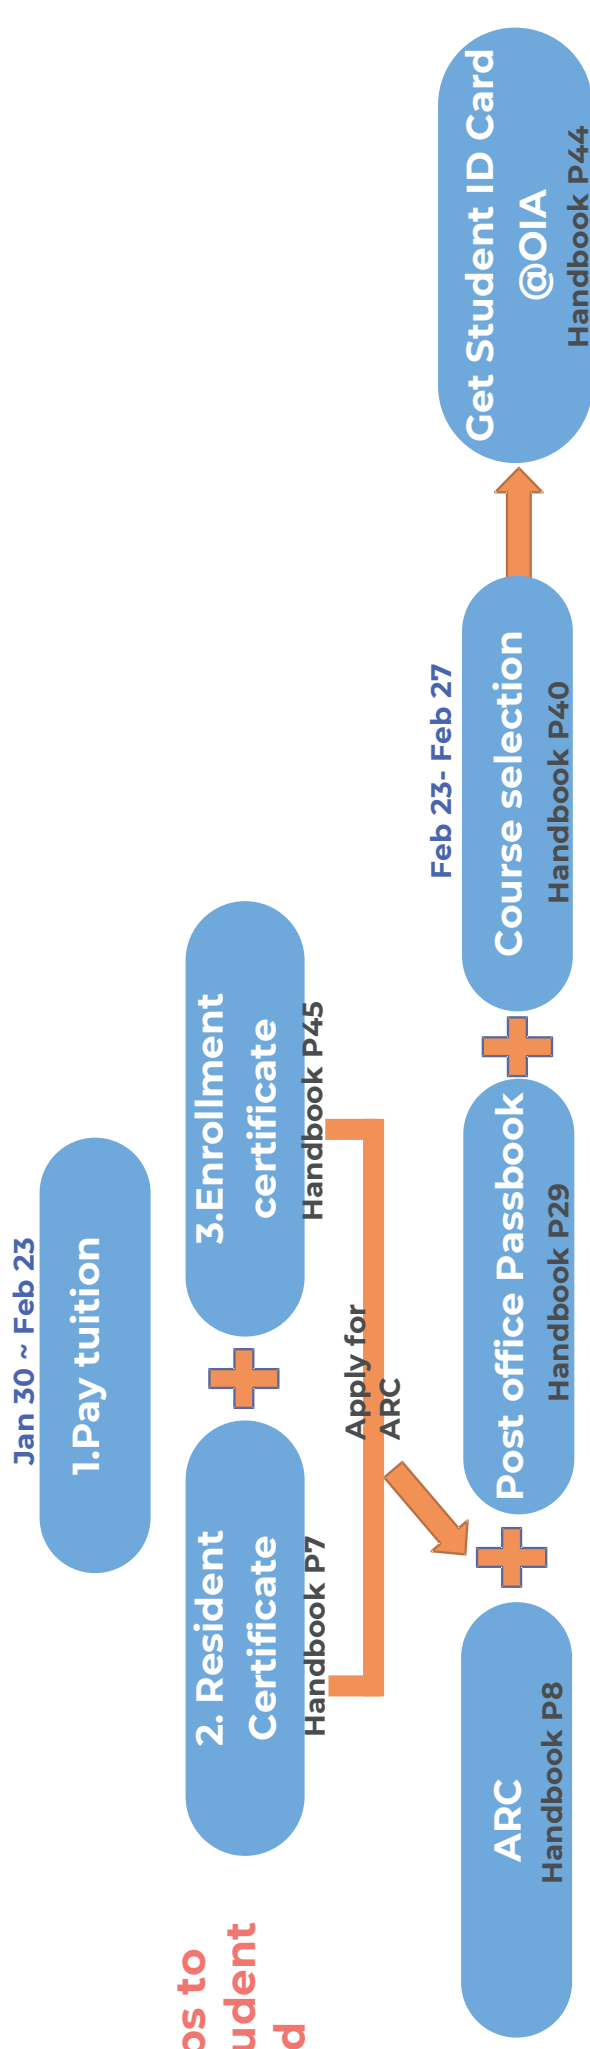 Jan 30 ~ Feb 23
1.Pay tuition
2. Resident
Certificate
Handbook P7
3.Enrollment
certificate
Handbook P45
Apply for
ARC
ARC
Handbook P8
Post office Passbook
Handbook P29
Feb 23- Feb 27
Course selection
Handbook P40
Get Student ID Card
@OIA
Handbook P44
to